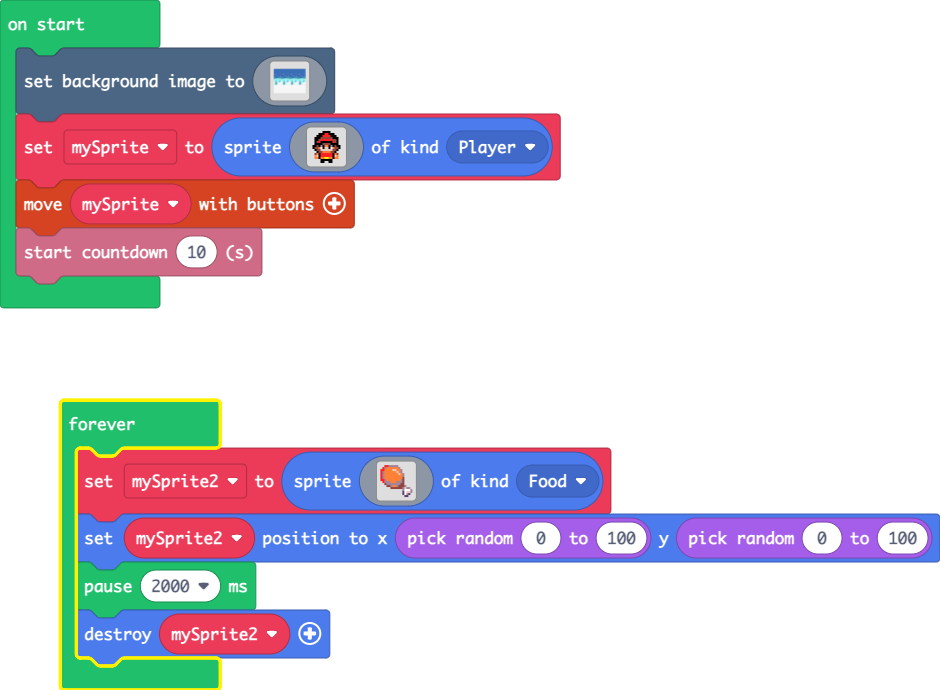 on start
set background image to
set mySprite to sprite of kind Player
move mySprite with buttons
start countdown 10 (s)
forever
set mySprite2 to sprite of kind Food
set mySprite2 position to x pick random 0 to 100 y pick random 0 to 100
pause 2000 ms
destroy mySprite2